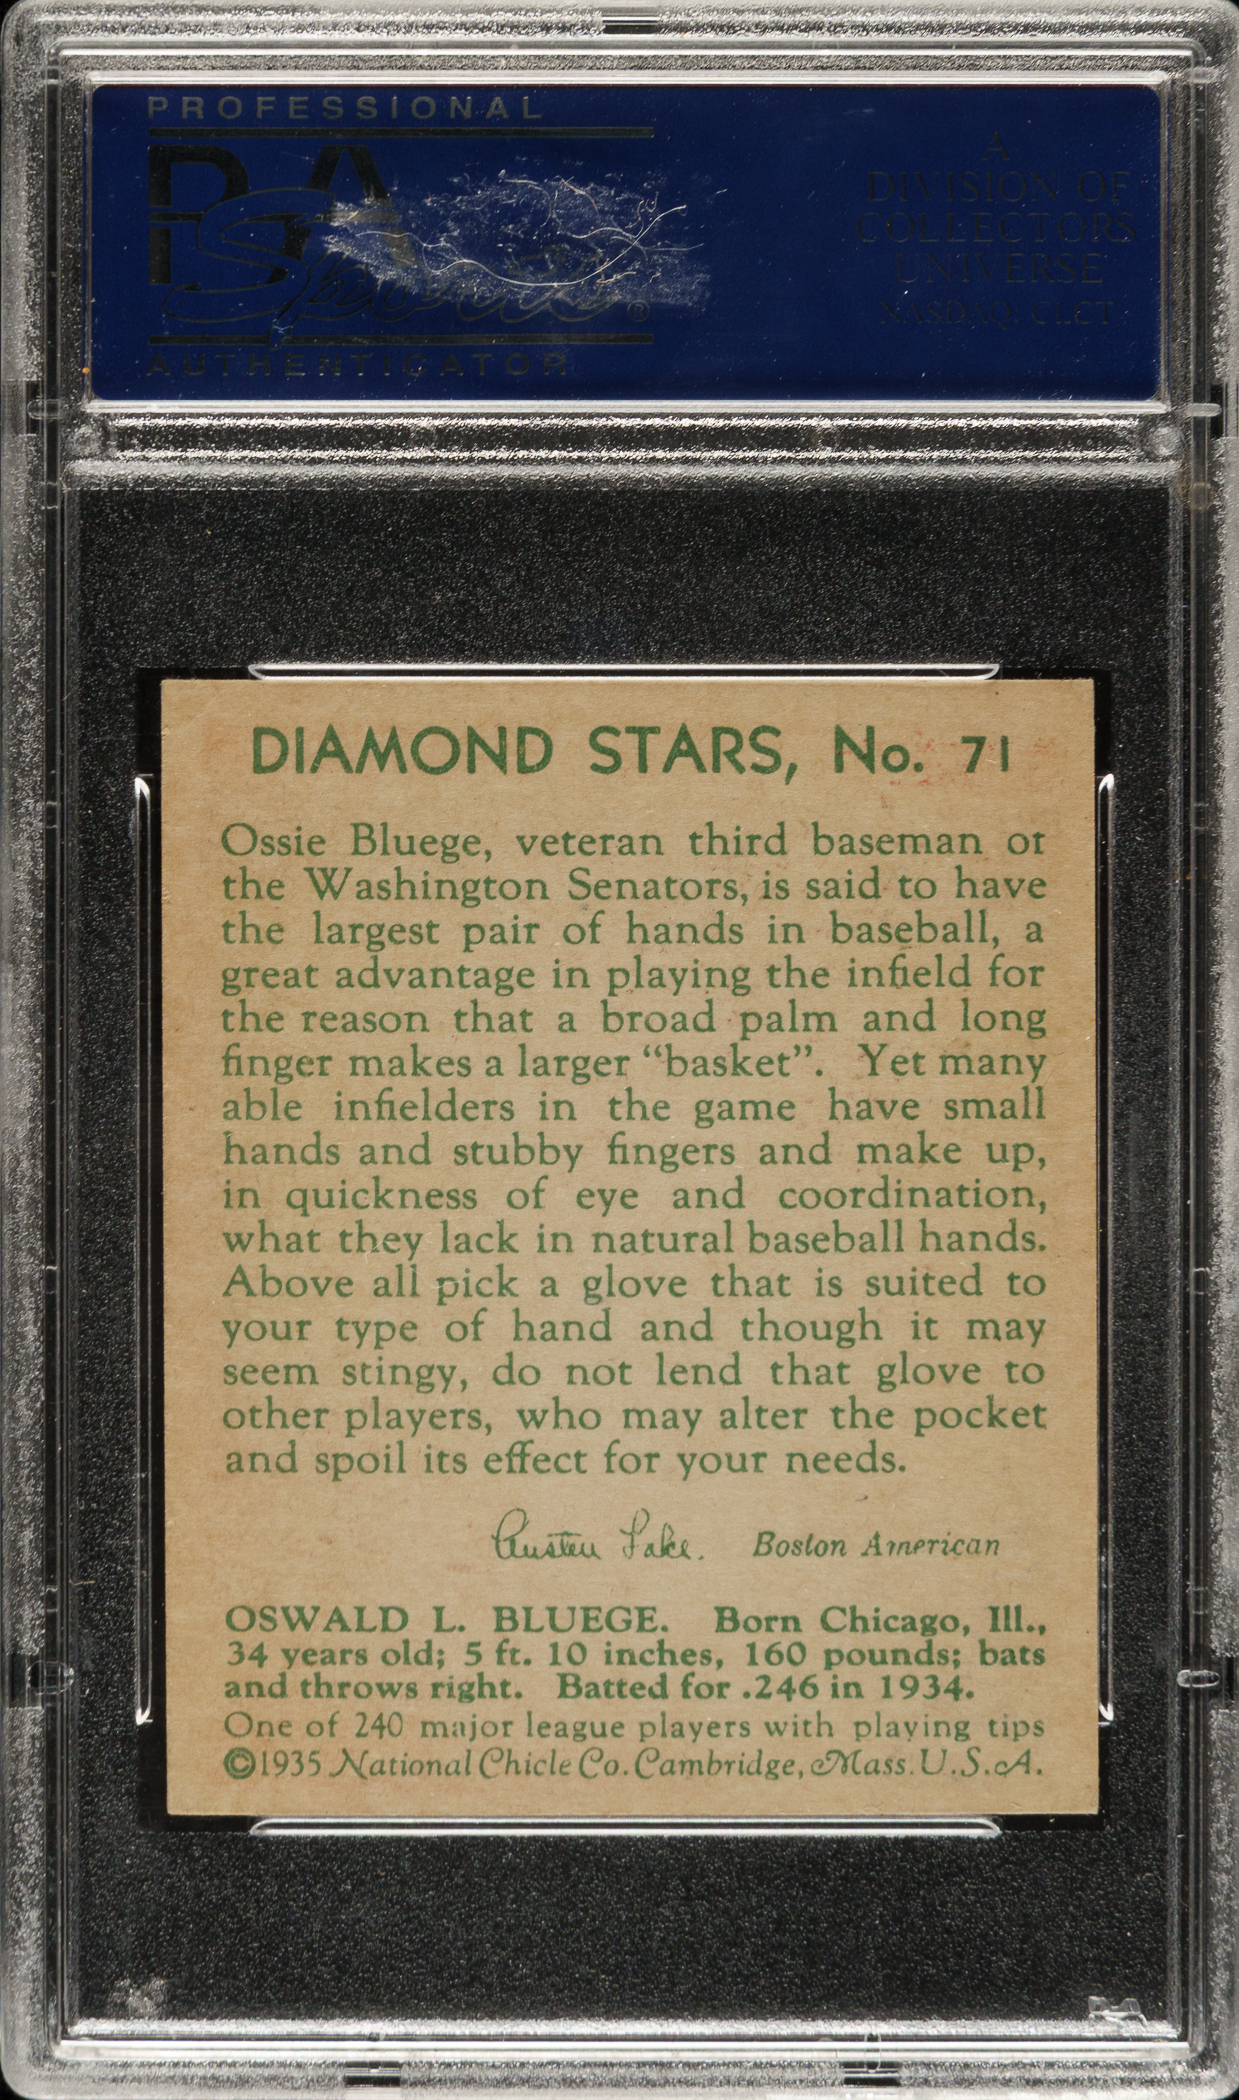 PROFESSIONAL
PSA
Sports ®
AUTHENTICATOR
A
DIVISION OF
COLLECTORS
UNIVERSE
NASDAQ: CLCT
DIAMOND STARS, No. 71
Ossie Bluege, veteran third baseman of
the Washington Senators, is said to have
the largest pair of hands in baseball, a
great advantage in playing the infield for
the reason that a broad palm and long
finger makes a larger “basket”. Yet many
able infielders in the game have small
hands and stubby fingers and make up,
in quickness of eye and coordination,
what they lack in natural baseball hands.
Above all pick a glove that is suited to
your type of hand and though it may
seem stingy, do not lend that glove to
other players, who may alter the pocket
and spoil its effect for your needs.
Austen Lake. Boston American
OSWALD L. BLUEGE. Born Chicago, Ill.,
34 years old; 5 ft. 10 inches, 160 pounds; bats
and throws right. Batted for .246 in 1934.
One of 240 major league players with playing tips
©1935 National Chicle Co. Cambridge, Mass. U.S.A.